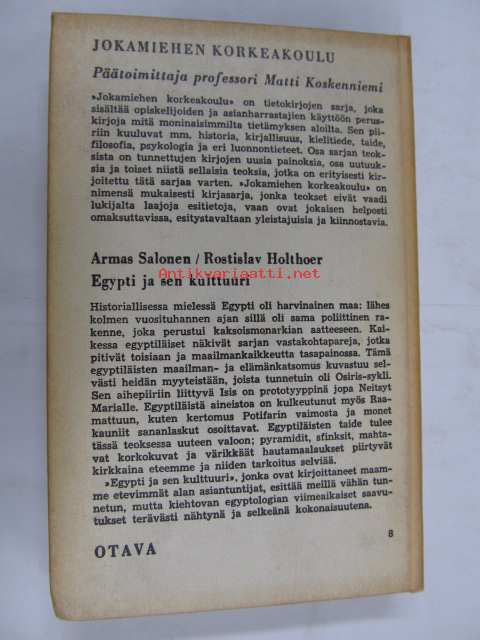 JOKAMIEHEN KORKEAKOULU
Päätoimittaja professori Matti Koskenniemi
»Jokamiehen korkeakoulu» on tietokirjojen sarja, joka
sisältää opiskelijoiden ja asianharrastajien käyttöön perus-
kirjoja mitä moninaisimmilta tietämyksen aloilta. Sen pii-
riin kuuluvat mm. historia, kirjallisuus, kielitiede, taide,
filosofia, psykologia ja eri luonnontieteet. Osa sarjan teok-
sista on tunnettujen kirjojen uusia painoksia, osa uutuuk-
sia ja toiset niistä sellaisia teoksia, jotka on erityisesti kir-
joitettu tätä sarjaa varten. »Jokamiehen korkeakoulu» on
nimensä mukaisesti kirjasarja, jonka teokset eivät vaadi
lukijalta laajoja esitietoja, vaan ovat jokaisen helposti
omaksuttavissa, esitystavaltaan yleistajuisia ja kiinnostavia.
Armas Salonen / Rostislav Holthoer
Antikvariaatti.net
Egypti ja sen kulttuuri
Historiallisessa mielessä Egypti oli harvinainen maa: lähes
kolmen vuosituhannen ajan sillä oli sama poliittinen ra-
kenne, joka perustui kaksoismonarkian aatteeseen. Kai-
kessa egyptiläiset näkivät sarjan vastakohtapareja, jotka
pitivät toisiaan ja maailmankaikkeutta tasapainossa. Tämä
egyptiläisten maailman- ja elämänkatsomus kuvastuu sel-
västi heidän myyteistään, joista tunnetuin oli Osiris-sykli.
Sen aihepiiriin liittyvä Isis on prototyyppinä jopa Neitsyt
Marialle. Egyptiläistä aineistoa on kulkeutunut myös Raa-
mattuun, kuten kertomus Potifarin vaimosta ja monet
kauniit sananlaskut osoittavat. Egyptiläisten taide tulee
tässä teoksessa uuteen valoon; pyramidit, sfinksit, mahta-
vat korkokuvat ja värikkäät hautamaalaukset piirtyvät
kirkkaina eteemme ja niiden tarkoitus selviää.
»Egypti ja sen kulttuuri», jonka ovat kirjoittaneet maam-
me etevimmät alan asiantuntijat, esittää meillä vähän tun-
netun, mutta kiehtovan egyptologian viimeaikaiset saavu-
tukset terävästi nähtynä ja selkeänä kokonaisuutena.
8
OTAVA